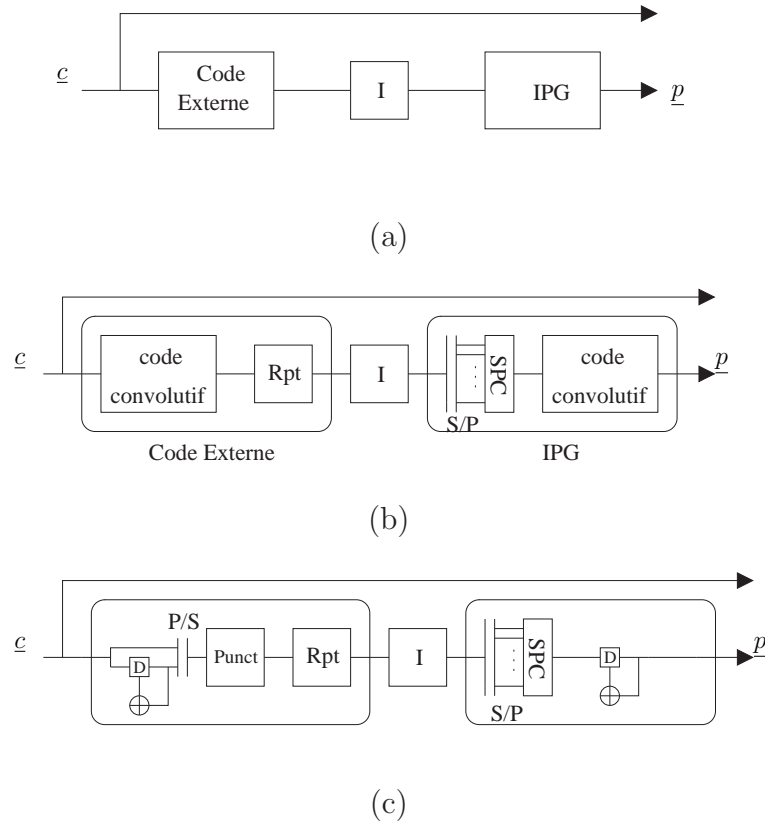 c
Code
Externe
I
IPG
p
(a)
c
code
convolutif
Rpt
I
S/P
SPC
code
convolutif
p
Code Externe
IPG
(b)
c
D
P/S
Punct
Rpt
I
S/P
SPC
D
p
(c)